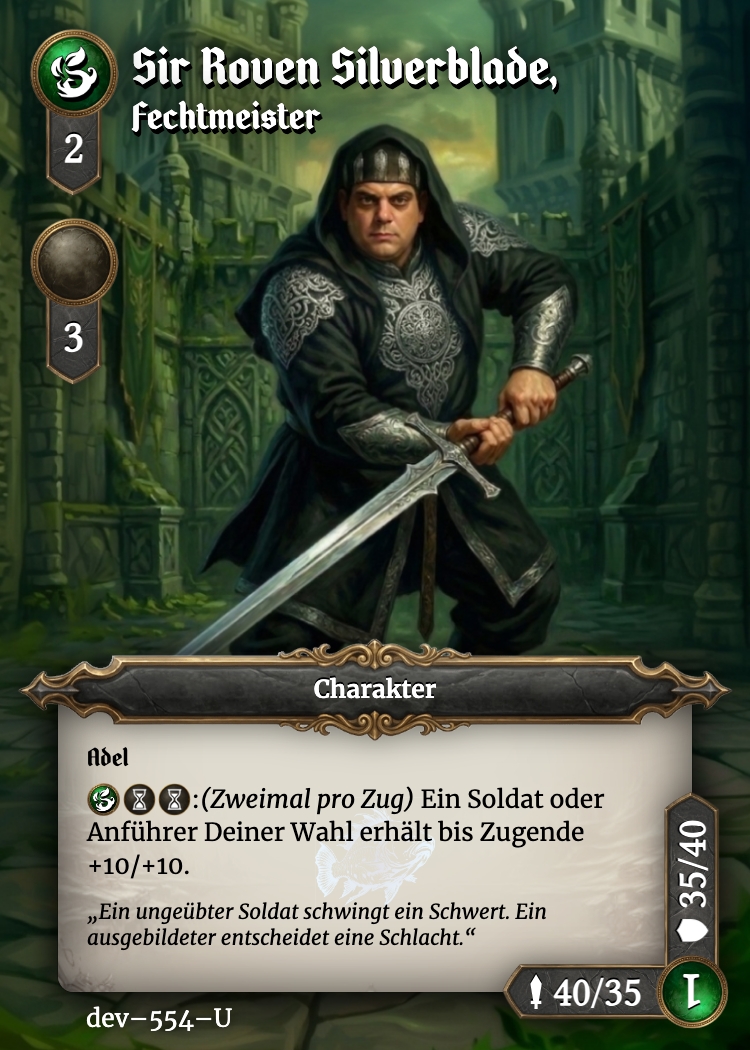 Sir Roven Silverblade,
Fechtmeister
2
3
Charakter
Adel
:(Zweimal pro Zug) Ein Soldat oder
Anführer Deiner Wahl erhält bis Zugende
+10/+10.
„Ein ungeübter Soldat schwingt ein Schwert. Ein
ausgebildeter entscheidet eine Schlacht.“
35/40
40/35
1
dev–554–U